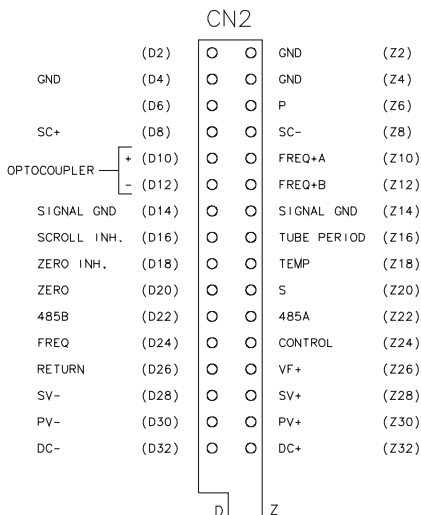 CN2
(D2) GND (Z2)
GND (D4) GND (Z4)
(D6) P (Z6)
SC+ (D8) SC- (Z8)
+ (D10) FREQ+A (Z10)
OPTOCOUPLER
- (D12) FREQ+B (Z12)
SIGNAL GND (D14) SIGNAL GND (Z14)
SCROLL INH. (D16) TUBE PERIOD (Z16)
ZERO INH. (D18) TEMP (Z18)
ZERO (D20) S (Z20)
485B (D22) 485A (Z22)
FREQ (D24) CONTROL (Z24)
RETURN (D26) VF+ (Z26)
SV- (D28) SV+ (Z28)
PV- (D30) PV+ (Z30)
DC- (D32) DC+ (Z32)
D Z